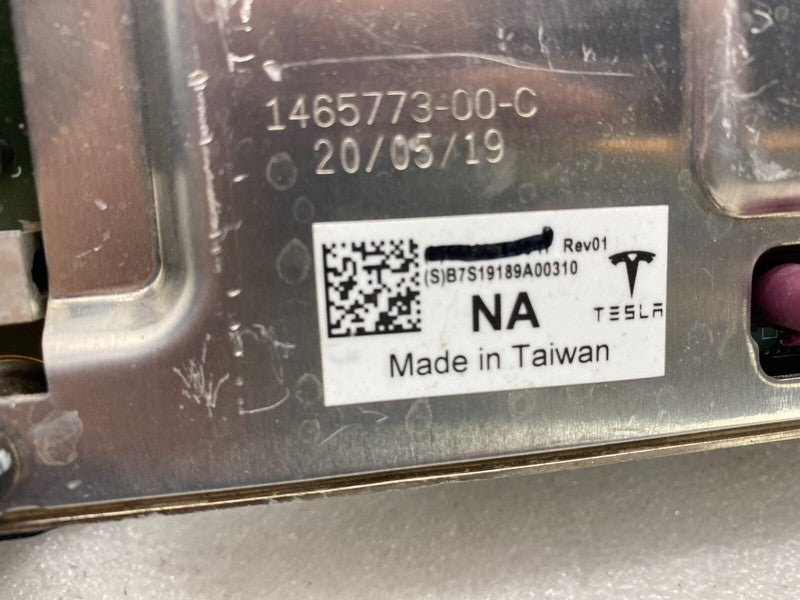 1465773-00-C
20/05/19
Rev01
(S)B7S19189A00310
NA
TESLA
Made in Taiwan